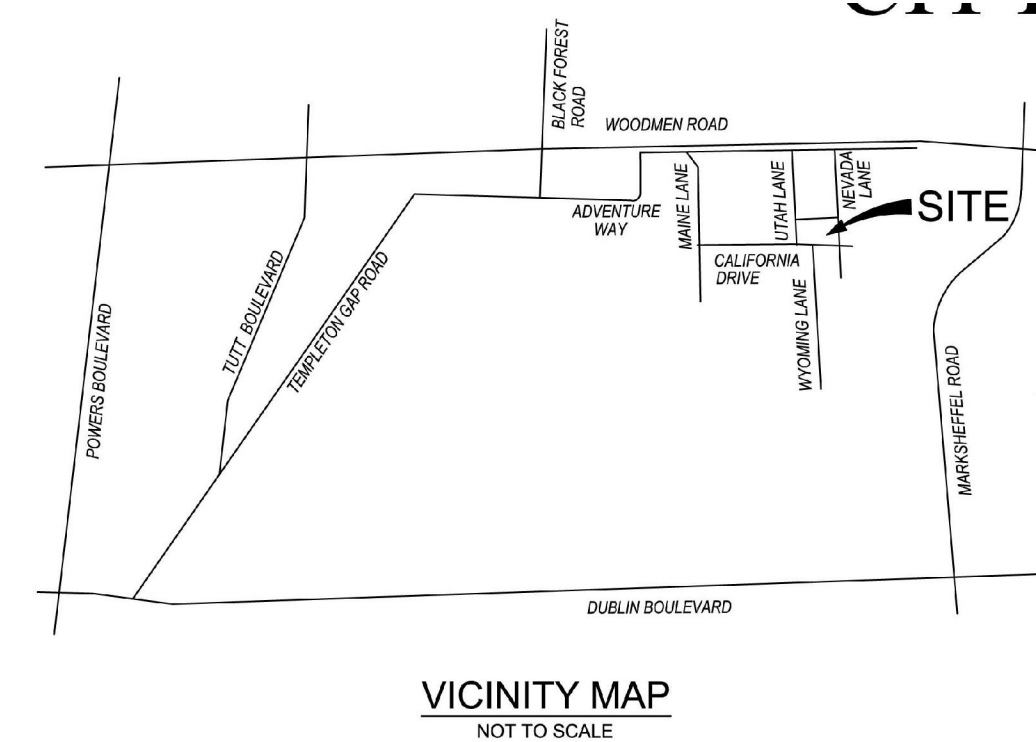 BLACK FOREST
ROAD
WOODMEN ROAD
ADVENTURE
WAY
MAINE LANE
UTAH LANE
NEVADA
LANE
SITE
CALIFORNIA
DRIVE
WYOMING LANE
TUTT BOULEVARD
TEMPLETON GAP ROAD
POWERS BOULEVARD
MARKSHEFFEL ROAD
DUBLIN BOULEVARD
VICINITY MAP
NOT TO SCALE